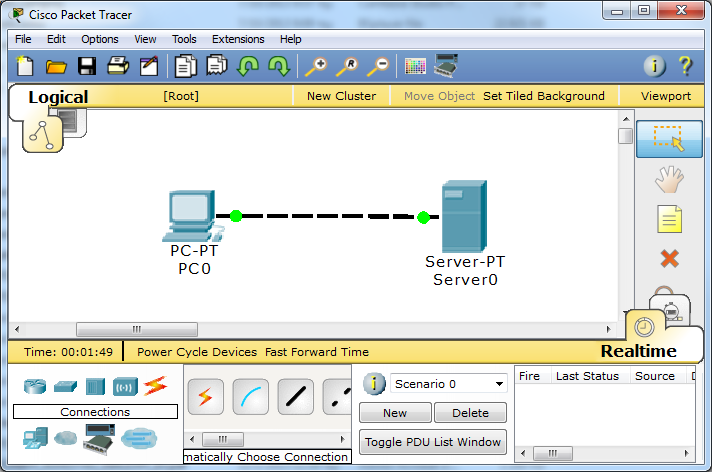 Cisco Packet Tracer
File Edit Options View Tools Extensions Help
Logical [Root] New Cluster Move Object Set Tiled Background Viewport
PC-PT
PC0
Server-PT
Server0
Time: 00:01:49 Power Cycle Devices Fast Forward Time Realtime
Connections
matically Choose Connection
Scenario 0
New Delete
Toggle PDU List Window
Fire Last Status Source